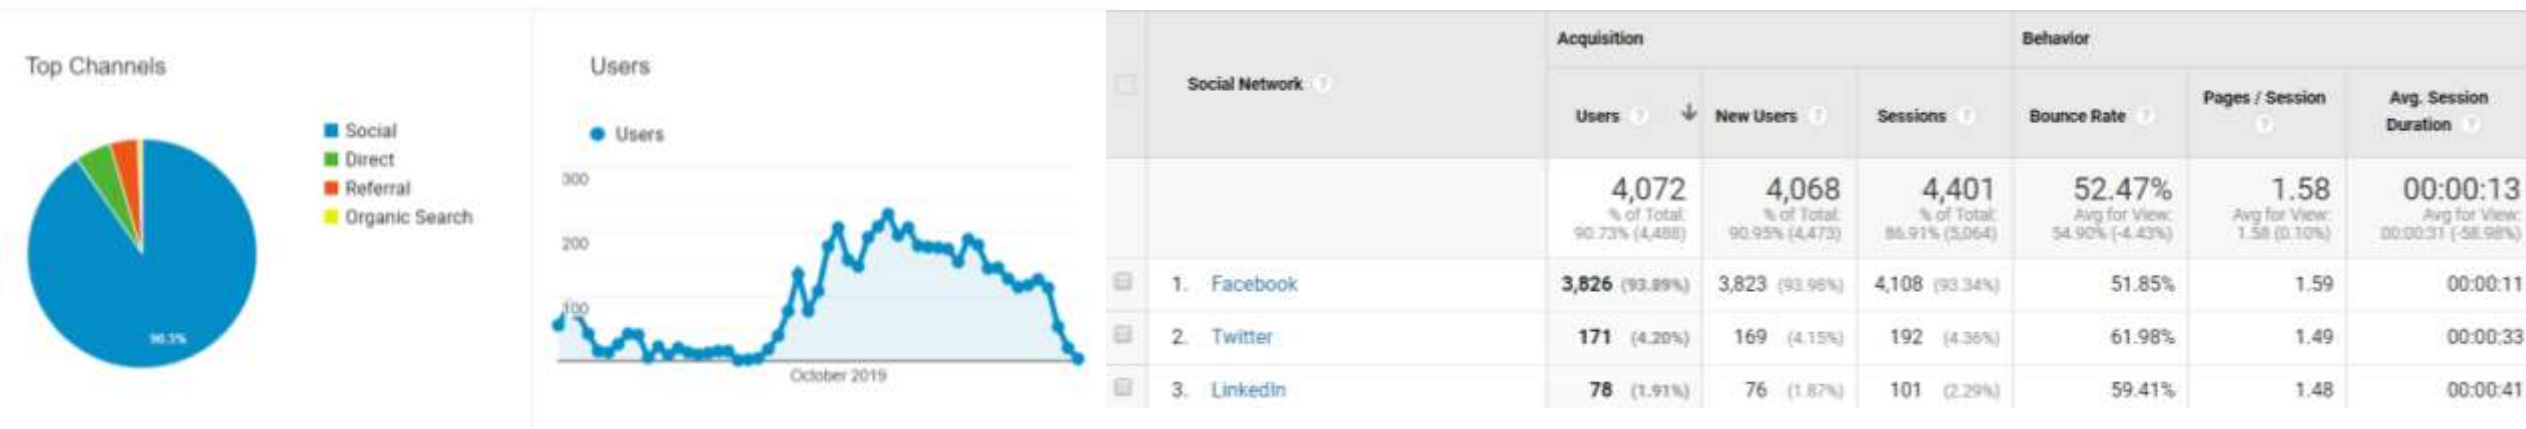 Top Channels
Social
Direct
Referral
Organic Search
90.3%
Users
Users
300
200
100
October 2019
Social Network
Acquisition
Behavior
Users
New Users
Sessions
Bounce Rate
Pages / Session
Avg. Session
Duration
4,072
% of Total:
90.73% (4,488)
4,068
% of Total:
90.95% (4,473)
4,401
% of Total:
86.91% (5,064)
52.47%
Avg for View:
54.90% (-4.43%)
1.58
Avg for View:
1.58 (0.10%)
00:00:13
Avg for View:
00:00:31 (-58.98%)
1. Facebook 3,826 (93.89%) 3,823 (93.98%) 4,108 (93.34%) 51.85% 1.59 00:00:11
2. Twitter 171 (4.20%) 169 (4.15%) 192 (4.36%) 61.98% 1.49 00:00:33
3. LinkedIn 78 (1.91%) 76 (1.87%) 101 (2.29%) 59.41% 1.48 00:00:41